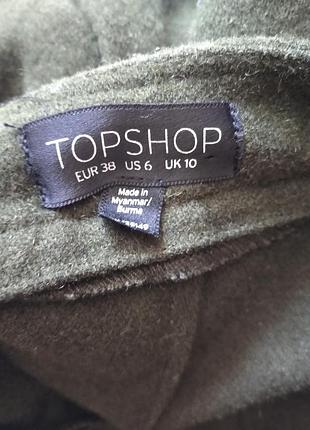 TOPSHOP
EUR 38 US 6 UK 10
Made in
Myanmar/
Burma